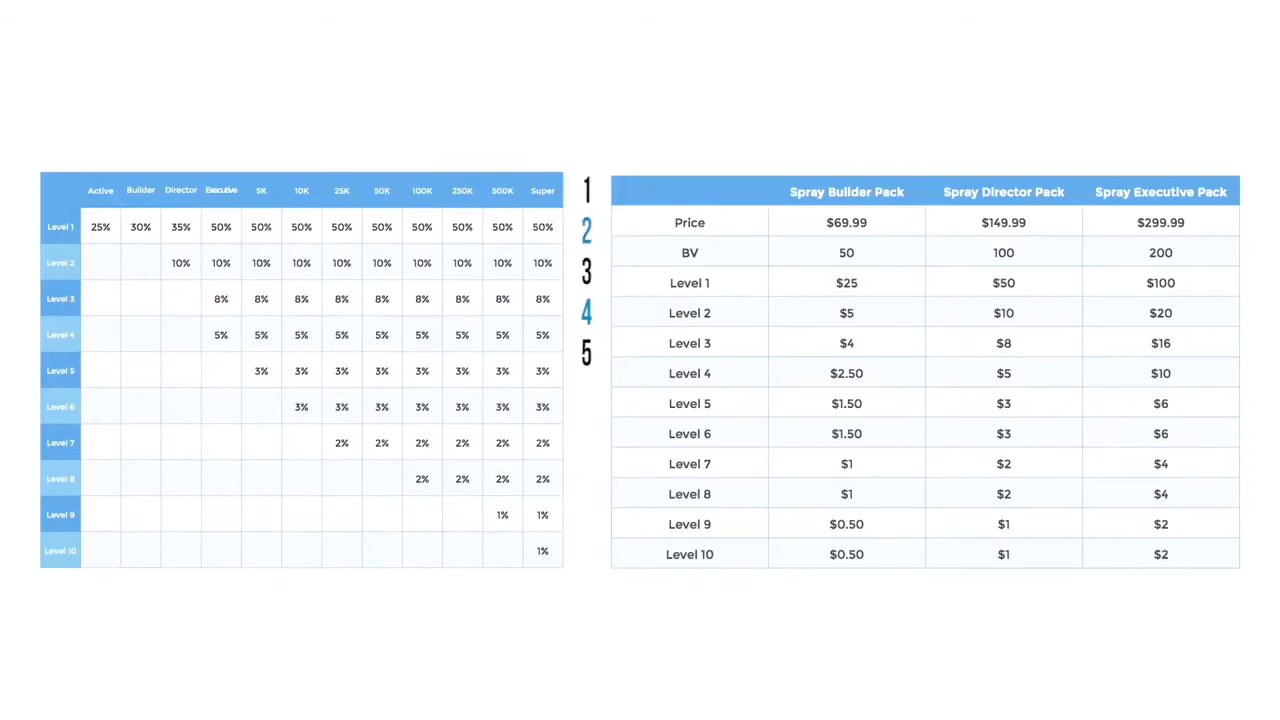 Active Builder Director Executive 5K 10K 25K 50K 100K 250K 500K Super
Level 1 25% 30% 35% 50% 50% 50% 50% 50% 50% 50% 50% 50%
Level 2 10% 10% 10% 10% 10% 10% 10% 10% 10% 10%
Level 3 8% 8% 8% 8% 8% 8% 8% 8% 8%
Level 4 5% 5% 5% 5% 5% 5% 5% 5% 5%
Level 5 3% 3% 3% 3% 3% 3% 3% 3%
Level 6 3% 3% 3% 3% 3% 3% 3%
Level 7 2% 2% 2% 2% 2% 2%
Level 8 2% 2% 2% 2%
Level 9 1% 1%
Level 10 1%
1
2
3
4
5
Spray Builder Pack Spray Director Pack Spray Executive Pack
Price $69.99 $149.99 $299.99
BV 50 100 200
Level 1 $25 $50 $100
Level 2 $5 $10 $20
Level 3 $4 $8 $16
Level 4 $2.50 $5 $10
Level 5 $1.50 $3 $6
Level 6 $1.50 $3 $6
Level 7 $1 $2 $4
Level 8 $1 $2 $4
Level 9 $0.50 $1 $2
Level 10 $0.50 $1 $2